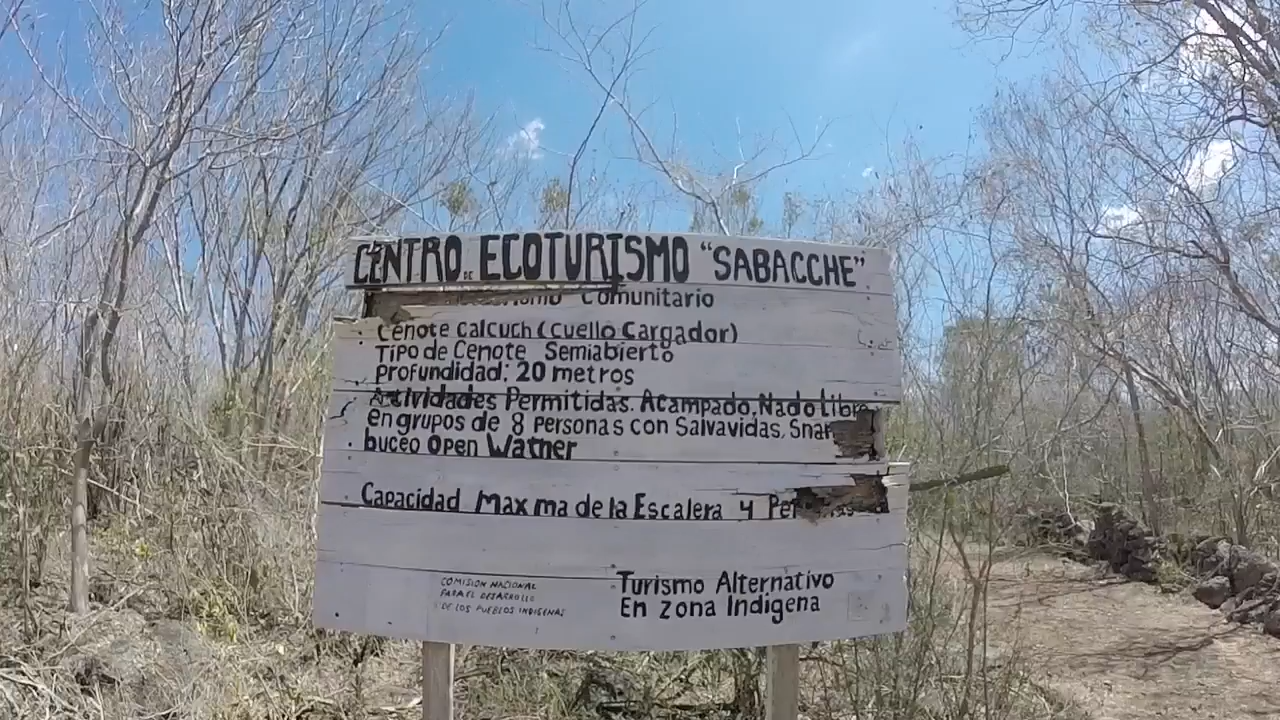 CENTRO DE ECOTURISMO "SABACCHE"
Comunitario
Cenote Calcuch (Cuello Cargador)
Tipo de Cenote Semiabierto
Profundidad: 20 metros
Actividades Permitidas. Acampado, Nado Libre
en grupos de 8 Personas con Salvavidas, Snar
buceo Open Watner
Capacidad Max ma de la Escalera 4
COMISION NACIONAL
PARA EL DESARROLLO
DE LOS PUEBLOS INDIGENAS
Turismo Alternativo
En Zona Indigena